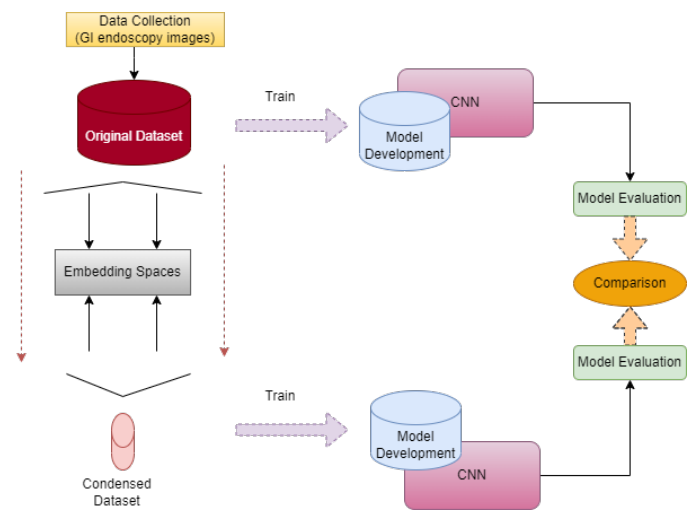 Data Collection
(GI endoscopy images)
Original Dataset
Train
CNN
Model
Development
Model Evaluation
Embedding Spaces
Comparison
Model Evaluation
Train
Model
Development
CNN
Condensed
Dataset